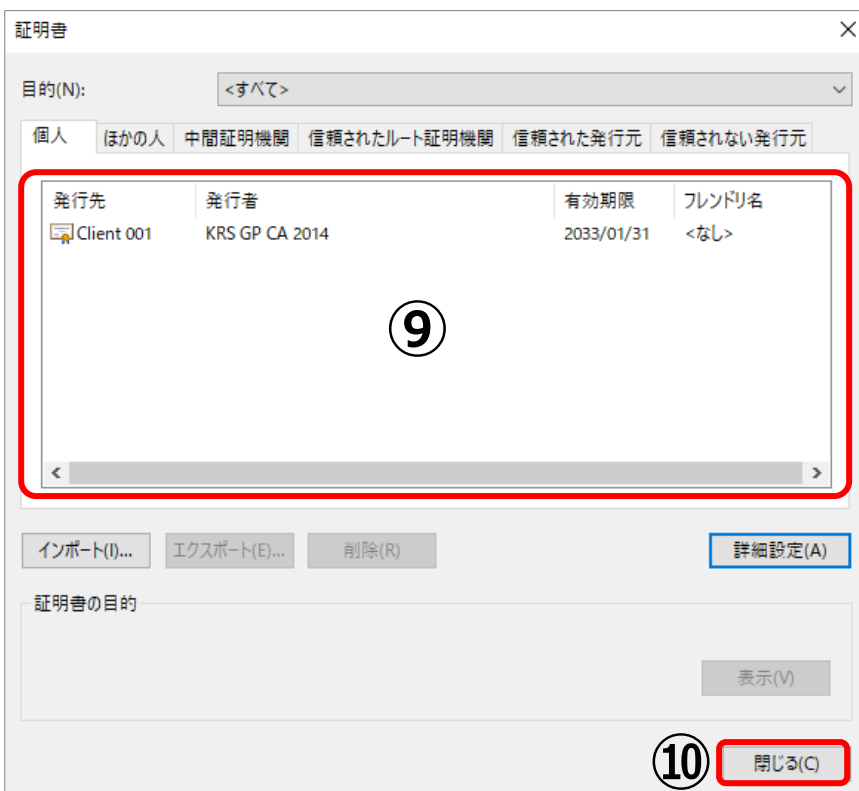 証明書
目的(N): <すべて>
個人 ほかの人 中間証明機関 信頼されたルート証明機関 信頼された発行元 信頼されない発行元
発行先 発行者 有効期限 フレンドリ名
Client 001 KRS GP CA 2014 2033/01/31 <なし>
⑨
インポート(I)... エクスポート(E)... 削除(R) 詳細設定(A)
証明書の目的
表示(V)
⑩ 閉じる(C)